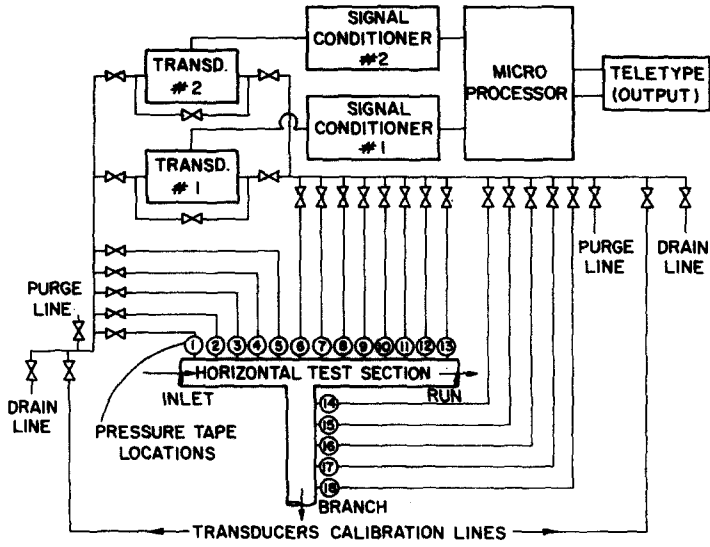 SIGNAL
CONDITIONER
#2
TRANSD.
#2
MICRO
PROCESSOR
TELETYPE
(OUTPUT)
SIGNAL
CONDITIONER
#1
TRANSD.
#1
PURGE
LINE
DRAIN
LINE
PURGE
LINE
1 2 3 4 5 6 7 8 9 10 11 12 13
HORIZONTAL TEST SECTION
INLET
RUN
DRAIN
LINE
PRESSURE TAPE
LOCATIONS
14
15
16
17
18
BRANCH
TRANSDUCERS CALIBRATION LINES